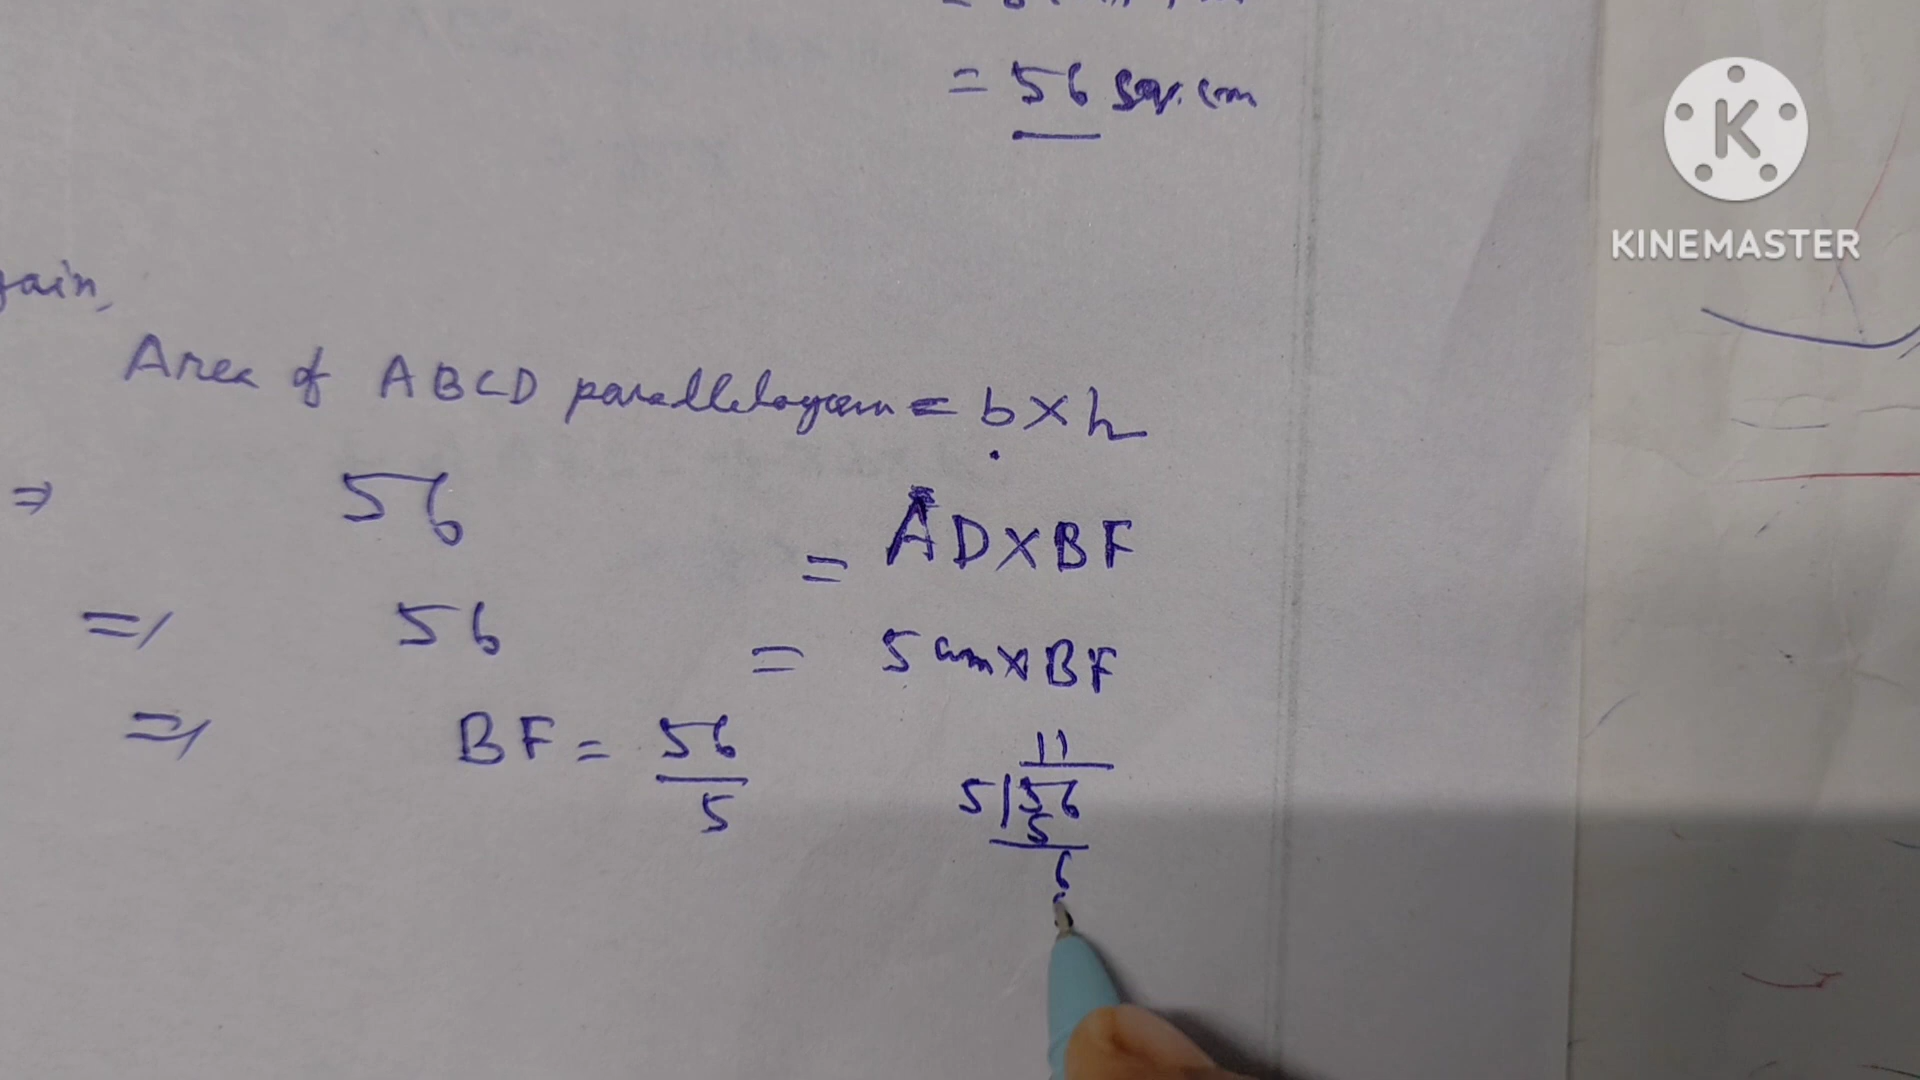 = 56 sq. cm
K
KINEMASTER
gain,
Area of ABCD parallelogram = b×h
⇒ 56 = AD×BF
⇒ 56 = 5 cm×BF
⇒ BF = 56/5
11
5|56
5
6